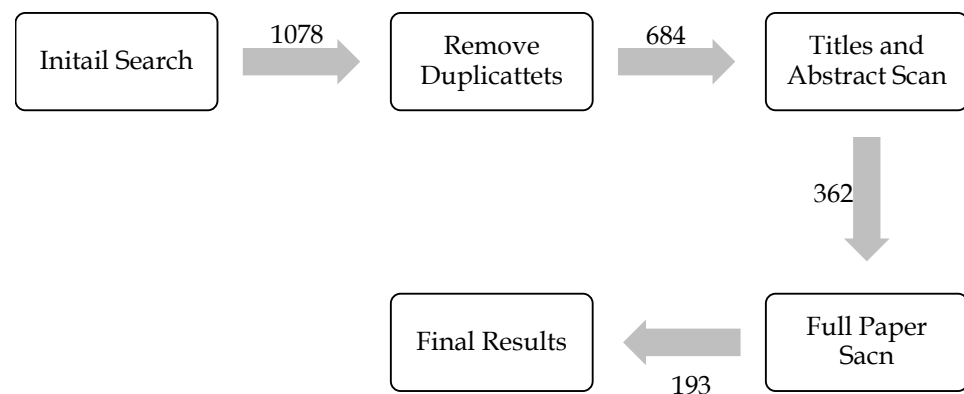 Initail Search
1078
Remove
Duplicattets
684
Titles and
Abstract Scan
362
Full Paper
Sacn
193
Final Results